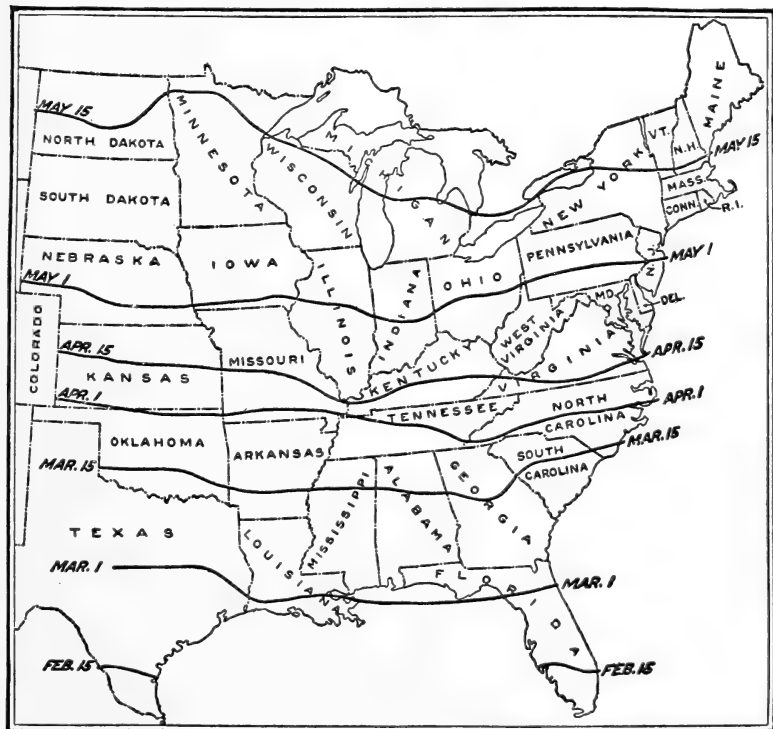 MAINE
MAY 15
MINNESOTA
VT.
N.H.
MICHIGAN
NORTH DAKOTA
WISCONSIN
NEW YORK
MAY 15
MASS.
CONN.
R.I.
SOUTH DAKOTA
NEBRASKA
IOWA
PENNSYLVANIA
N.J.
MAY 1
MAY 1
ILLINOIS
INDIANA
OHIO
MD.
DEL.
COLORADO
WEST
VIRGINIA
VIRGINIA
APR. 15
MISSOURI
KENTUCKY
APR. 15
KANSAS
APR. 1
TENNESSEE
NORTH
CAROLINA
APR. 1
OKLAHOMA
ARKANSAS
MAR. 15
MAR. 15
SOUTH
CAROLINA
MISSISSIPPI
ALABAMA
GEORGIA
TEXAS
LOUISIANA
MAR. 1
FLORIDA
MAR. 1
FEB. 15
FEB. 15